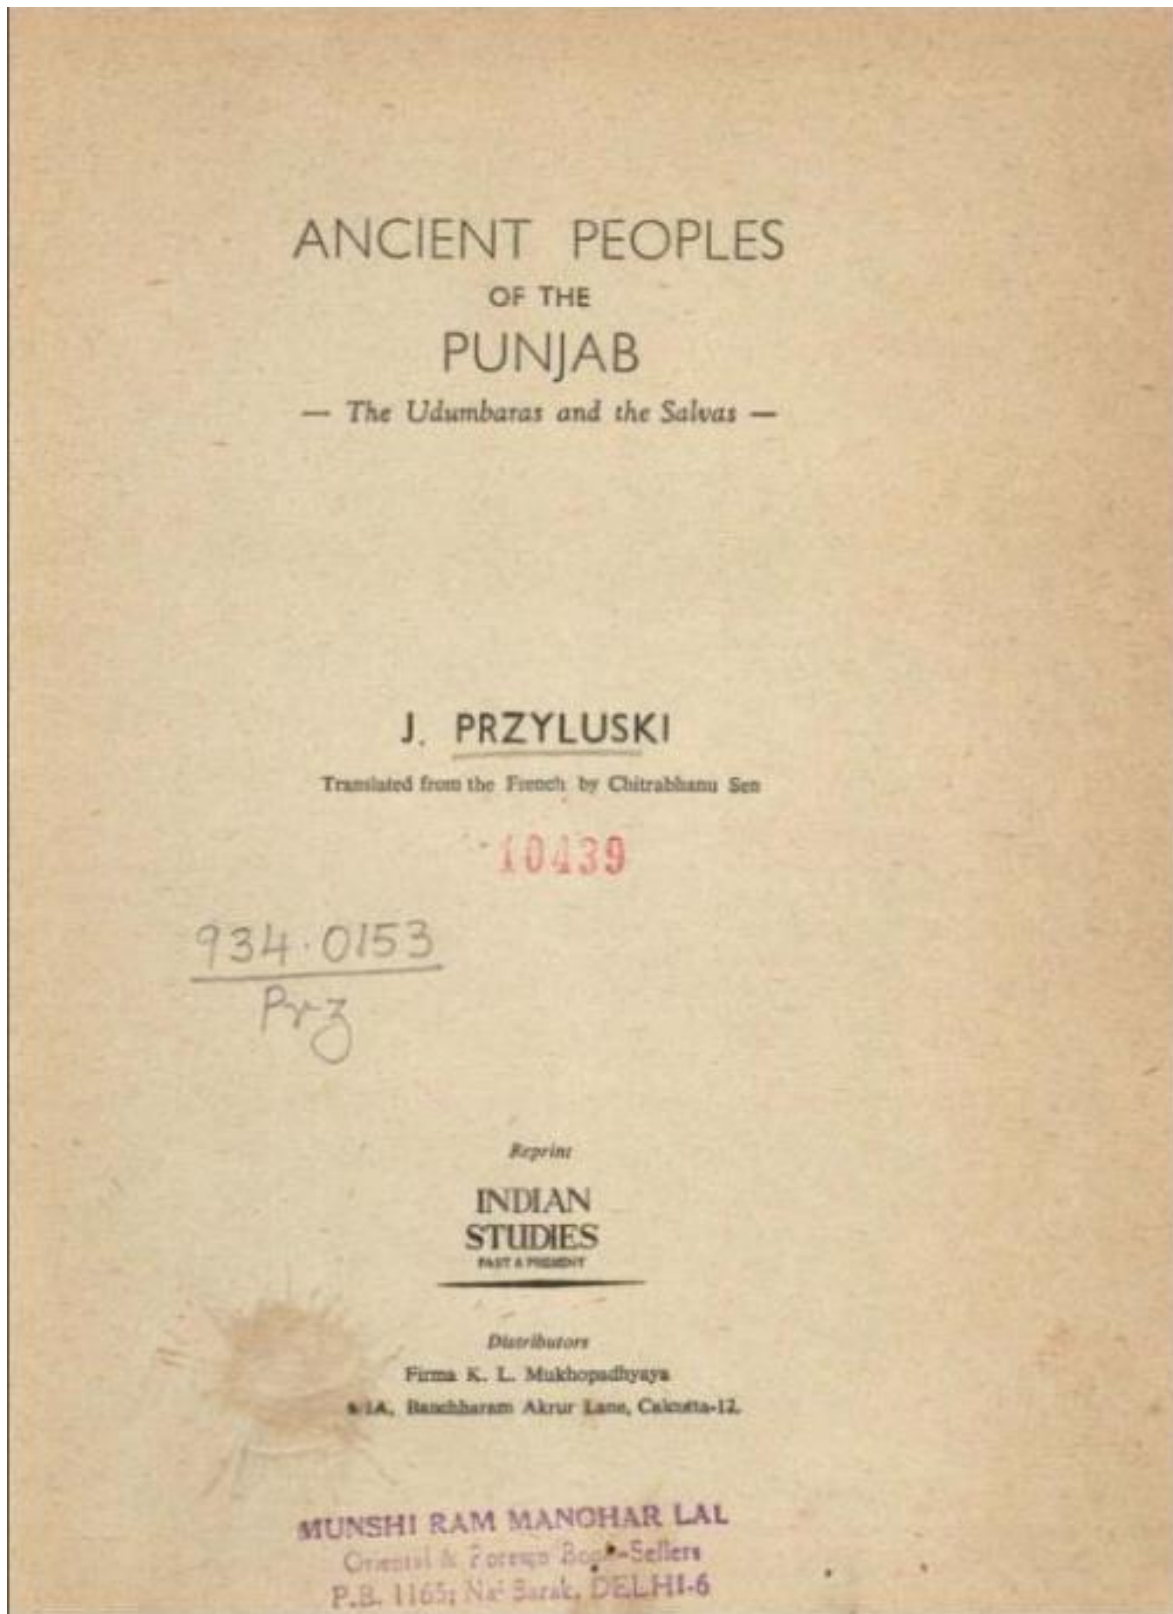 ANCIENT PEOPLES
OF THE
PUNJAB
— The Udumbaras and the Salvas —
J. PRZYLUSKI
Translated from the French by Chitrabhanu Sen
10439
934.0153
Prz
Reprint
INDIAN
STUDIES
PAST & PRESENT
Distributors
Firma K. L. Mukhopadhyaya
Banchharam Akrur Lane, Calcutta-12.
MUNSHI RAM MANOHAR LAL
Oriental & Foreign Book-Sellers
P.B. 1165; Nai Sarak, DELHI-6